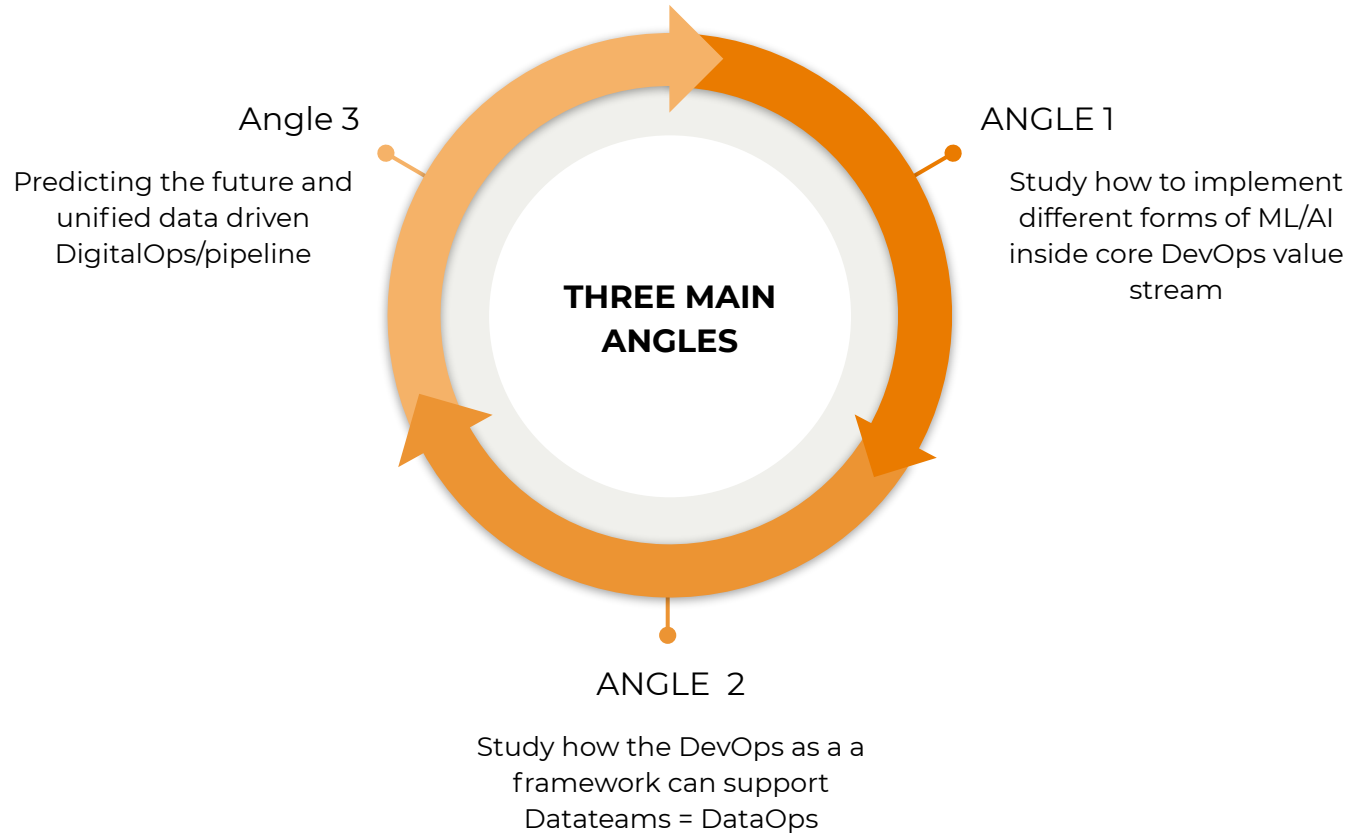 THREE MAIN
ANGLES
ANGLE 1
Study how to implement
different forms of ML/AI
inside core DevOps value
stream
ANGLE 2
Study how the DevOps as a a
framework can support
Datateams = DataOps
Angle 3
Predicting the future and
unified data driven
DigitalOps/pipeline